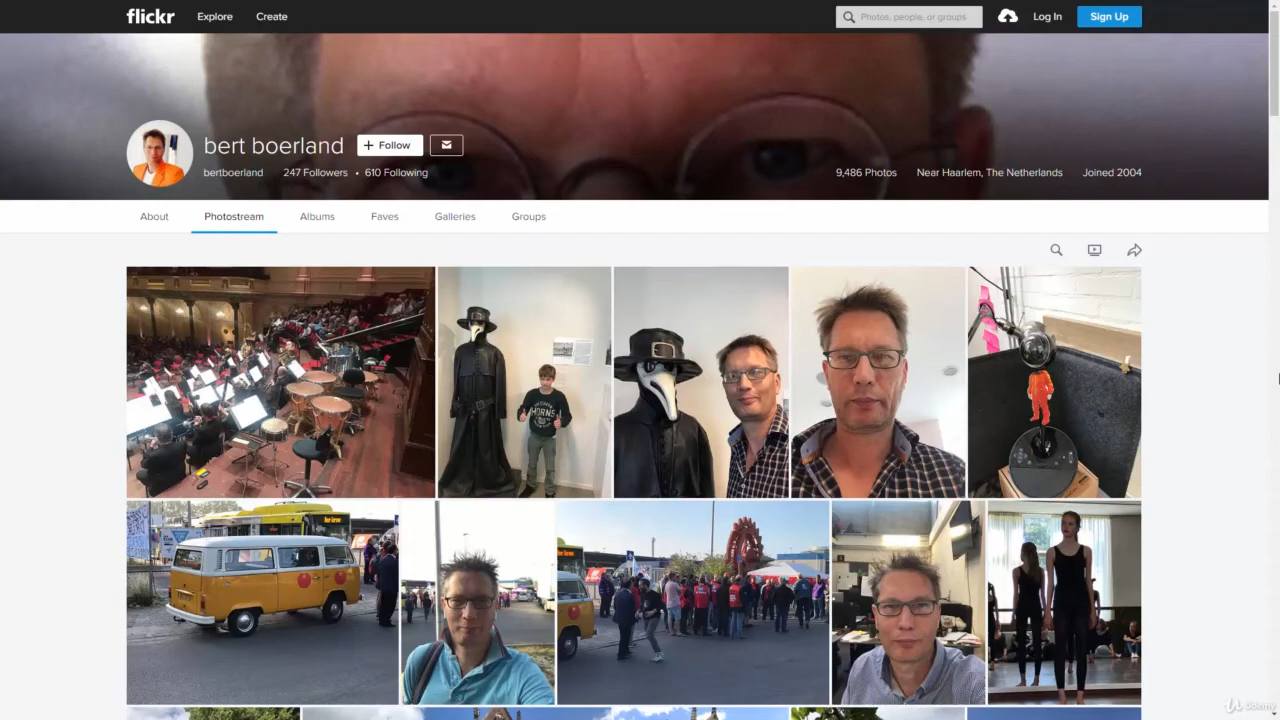 flickr Explore Create Photos, people, or groups Log In Sign Up
bert boerland + Follow
bertboerland 247 Followers • 610 Following 9,486 Photos Near Haarlem, The Netherlands Joined 2004
About Photostream Albums Faves Galleries Groups
HORNS
Udemy